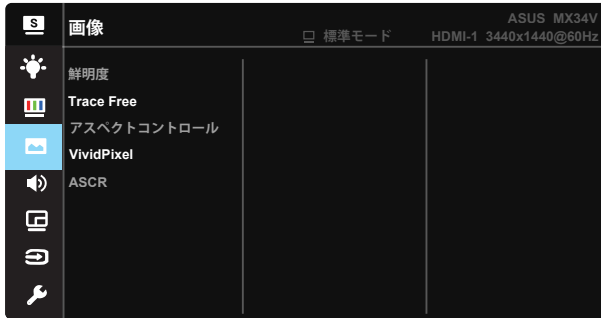 S
画像
標準モード
ASUS MX34V
HDMI-1 3440x1440@60Hz
鮮明度
Trace Free
アスペクトコントロール
VividPixel
ASCR